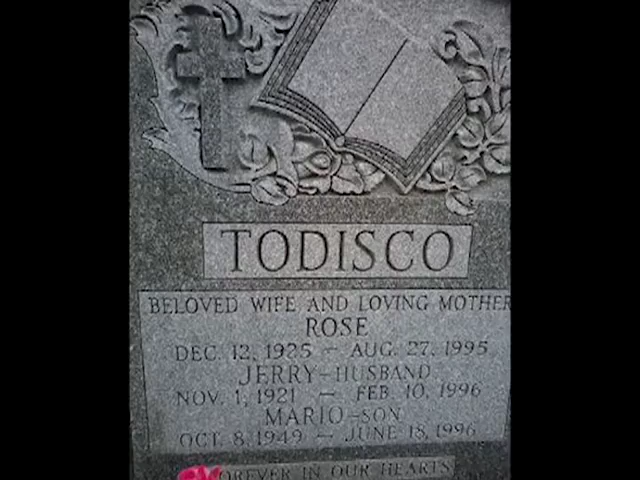 TODISCO
BELOVED WIFE AND LOVING MOTHER
ROSE
DEC. 12, 1925 – AUG. 27, 1995
JERRY – HUSBAND
NOV. 1, 1921 – FEB. 10, 1996
MARIO – SON
OCT. 8, 1949 – JUNE 18, 1996
FOREVER IN OUR HEARTS